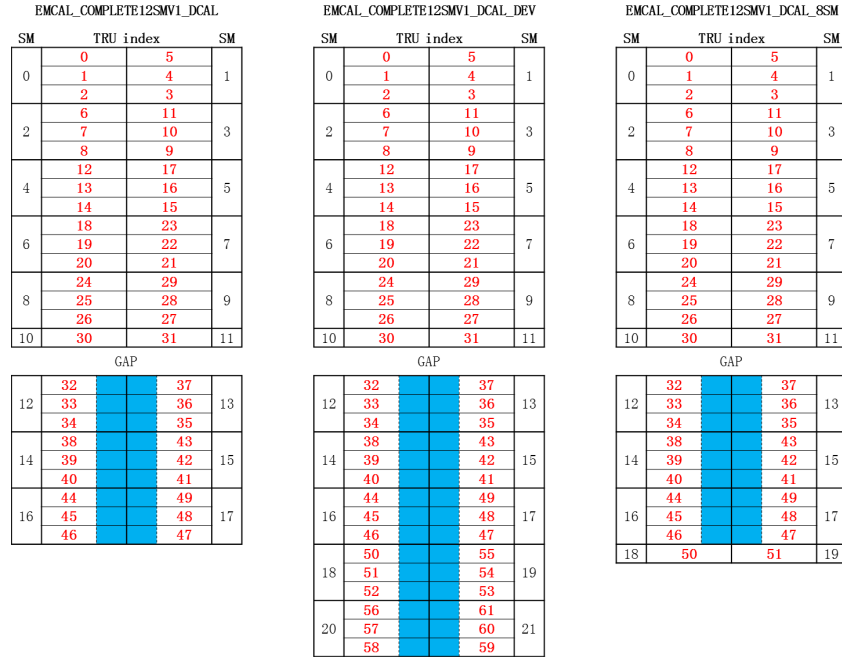 EMCAL_COMPLETE12SMV1_DCAL EMCAL_COMPLETE12SMV1_DCAL_DEV EMCAL_COMPLETE12SMV1_DCAL_8SM
SM TRU index SM SM TRU index SM SM TRU index SM
0 5 0 5 0 5
0 1 4 1 0 1 4 1 0 1 4 1
2 3 2 3 2 3
6 11 6 11 6 11
2 7 10 3 2 7 10 3 2 7 10 3
8 9 8 9 8 9
12 17 12 17 12 17
4 13 16 5 4 13 16 5 4 13 16 5
14 15 14 15 14 15
18 23 18 23 18 23
6 19 22 7 6 19 22 7 6 19 22 7
20 21 20 21 20 21
24 29 24 29 24 29
8 25 28 9 8 25 28 9 8 25 28 9
26 27 26 27 26 27
10 30 31 11 10 30 31 11 10 30 31 11
GAP GAP GAP
32 37 32 37 32 37
12 33 36 13 12 33 36 13 12 33 36 13
34 35 34 35 34 35
38 43 38 43 38 43
14 39 42 15 14 39 42 15 14 39 42 15
40 41 40 41 40 41
44 49 44 49 44 49
16 45 48 17 16 45 48 17 16 45 48 17
46 47 46 47 46 47
50 55 18 50 51 19
18 51 54 19
52 53
56 61
20 57 60 21
58 59